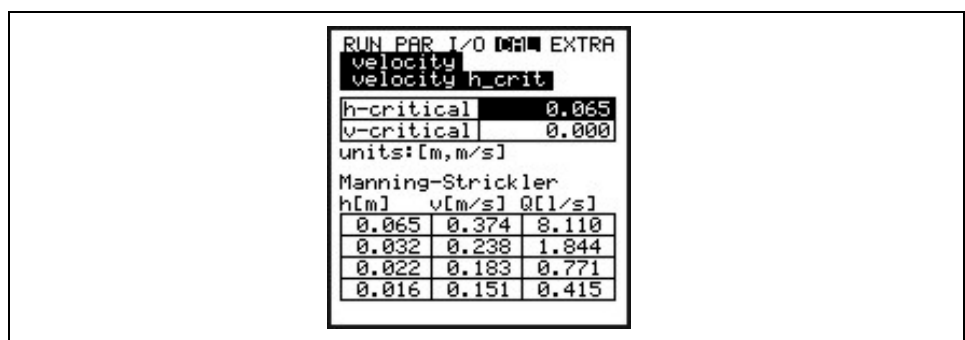 RUN PAR I/O CAL EXTRA
velocity
velocity h_crit
h-critical 0.065
v-critical 0.000
units:[m,m/s]
Manning-Strickler
h[m] v[m/s] Q[l/s]
0.065 0.374 8.110
0.032 0.238 1.844
0.022 0.183 0.771
0.016 0.151 0.415